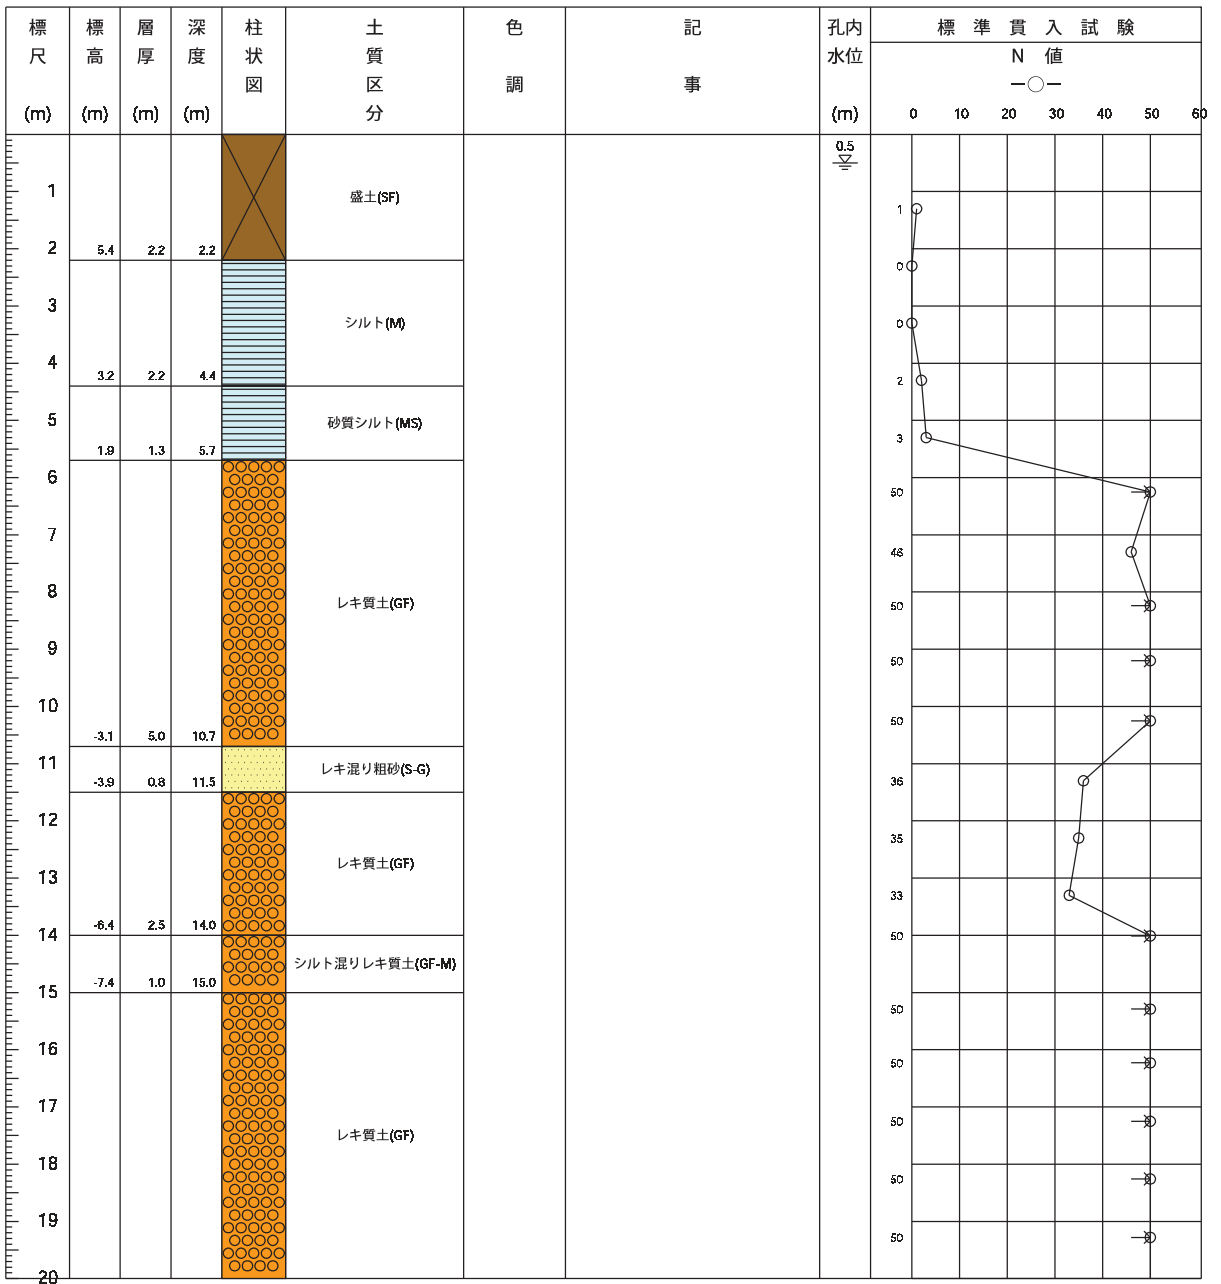 標尺(m)
標高(m)
層厚(m)
深度(m)
柱状図
土質区分
色調
記事
孔内水位(m)
標準貫入試験
N値
0 10 20 30 40 50 60
0.5
1
盛土(SF)
1
2
5.4 2.2 2.2
0
3
シルト(M)
0
4
3.2 2.2 4.4
2
5
砂質シルト(MS)
3
1.9 1.3 5.7
6
50
7
46
8
レキ質土(GF)
50
9
50
10
50
-3.1 5.0 10.7
11
レキ混り粗砂(S-G)
36
-3.9 0.8 11.5
12
35
レキ質土(GF)
13
33
-6.4 2.5 14.0
14
50
シルト混りレキ質土(GF-M)
-7.4 1.0 15.0
15
50
16
50
17
50
レキ質土(GF)
18
50
19
50
20